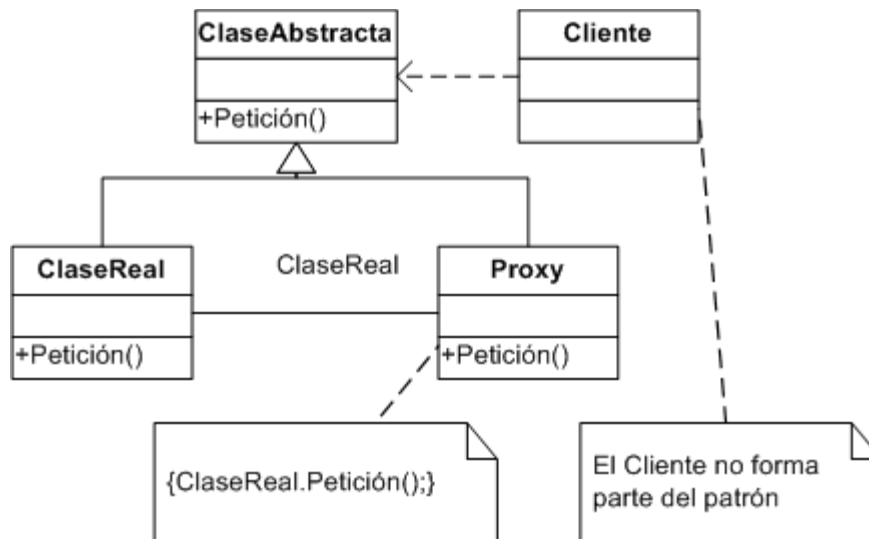 ClaseAbstracta
Cliente
+Petición()
ClaseReal
ClaseReal
Proxy
+Petición()
+Petición()
{ClaseReal.Petición();}
El Cliente no forma
parte del patrón